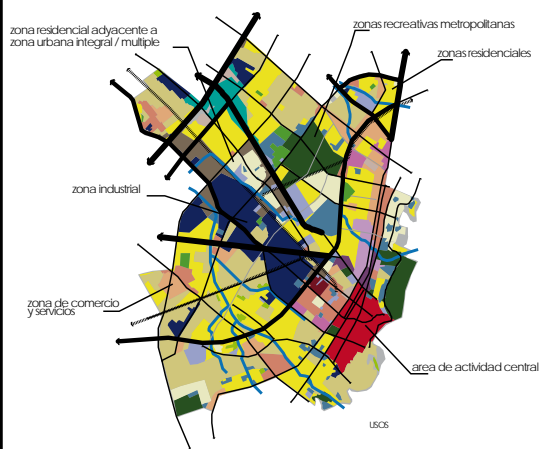 zona residencial adyacente a
zona urbana integral / multiple
zonas recreativas metropolitanas
zonas residenciales
zona industrial
zona de comercio
y servicios
area de actividad central
usos